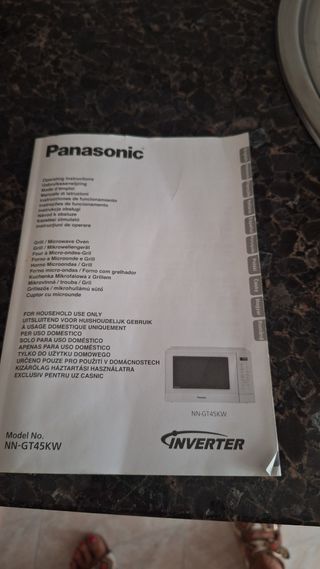 Panasonic
Operating Instructions
Gebruiksaanwijzing
Mode d'emploi
Manuale di istruzioni
Instrucciones de funcionamiento
Instruções de funcionamento
Instrukcja obsługi
Návod k obsluze
Kezelési útmutató
Instrucţiuni de operare
Grill / Microwave Oven
Grill / Mikrowellengerät
Four à Micro-ondes-Gril
Forno a Microonde e Grill
Horno Microondas / Grill
Forno micro-ondas / Forno com grelhador
Kuchenka Mikrofalowa z Grillem
Mikrovlnná / trouba / Gril
Grillezős / mikrohullámú sütő
Cuptor cu microunde
FOR HOUSEHOLD USE ONLY
UITSLUITEND VOOR HUISHOUDELIJK GEBRUIK
À USAGE DOMESTIQUE UNIQUEMENT
PER USO DOMESTICO
SOLO PARA USO DOMÉSTICO
APENAS PARA USO DOMÉSTICO
TYLKO DO UŻYTKU DOMOWEGO
URČENO POUZE PRO POUŽITÍ V DOMÁCNOSTECH
KIZÁRÓLAG HÁZTARTÁSI HASZNÁLATRA
EXCLUSIV PENTRU UZ CASNIC
NN-GT45KW
Model No.
NN-GT45KW
INVERTER